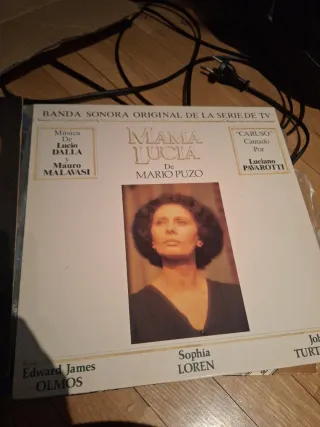 BANDA SONORA ORIGINAL DE LA SERIE DE TV
Música
De
Lucio
DALLA
y
Mauro
MALAVASI
MAMA
LUCIA
De
MARIO PUZO
"CARUSO"
Cantado
Por
Luciano
PAVAROTTI
Edward James
OLMOS
Sophia
LOREN
Joh
TURT